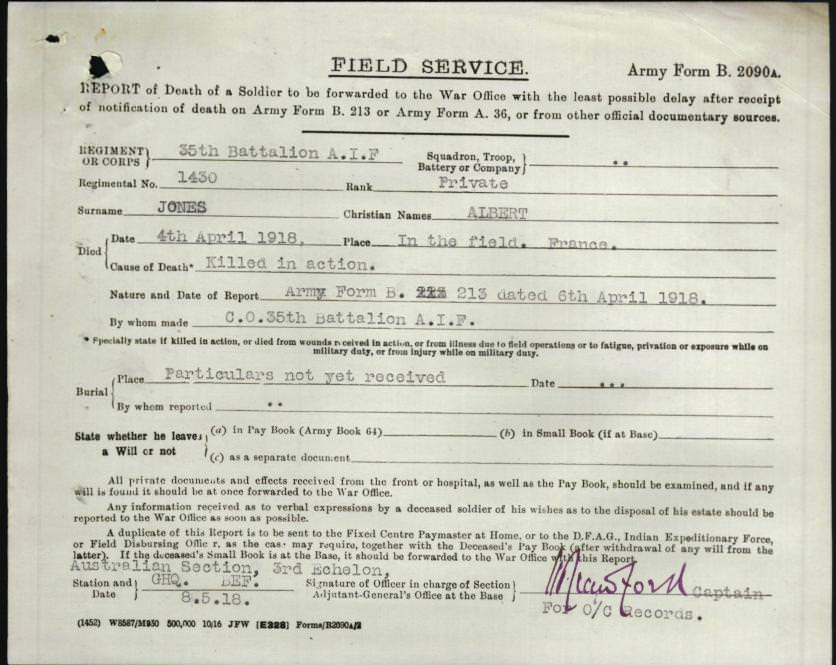 FIELD SERVICE.
Army Form B. 2090A.
REPORT of Death of a Soldier to be forwarded to the War Office with the least possible delay after receipt
of notification of death on Army Form B. 213 or Army Form A. 36, or from other official documentary sources.
REGIMENT OR CORPS } 35th Battalion A.I.F Squadron, Troop, Battery or Company } ..
Regimental No. 1430 Rank Private
Surname JONES Christian Names ALBERT
Died { Date 4th April 1918, Place In the field. France.
Cause of Death* Killed in action.
Nature and Date of Report Army Form B. 213 dated 6th April 1918.
By whom made C.O.35th Battalion A.I.F.
* Specially state if killed in action, or died from wounds received in action, or from illness due to field operations or to fatigue, privation or exposure while on
military duty, or from injury while on military duty.
Burial { Place Particulars not yet received Date ...
By whom reported ..
State whether he leaves a Will or not { (a) in Pay Book (Army Book 64) (b) in Small Book (if at Base)
(c) as a separate document
All private documents and effects received from the front or hospital, as well as the Pay Book, should be examined, and if any
will is found it should be at once forwarded to the War Office.
Any information received as to verbal expressions by a deceased soldier of his wishes as to the disposal of his estate should be
reported to the War Office as soon as possible.
A duplicate of this Report is to be sent to the Fixed Centre Paymaster at Home, or to the D.F.A.G., Indian Expeditionary Force,
or Field Disbursing Officer, as the case may require, together with the Deceased's Pay Book (after withdrawal of any will from the
latter). If the deceased's Small Book is at the Base, it should be forwarded to the War Office with this Report.
Australian Section, 3rd Echelon,
Station and Date } GHQ. BEF. 8.5.18. Signature of Officer in charge of Section Adjutant-General's Office at the Base } Crawford Captain
For O/C Records.
(1452) W8587/M950 500,000 10/16 JFW [E328] Forms/B2090A/2